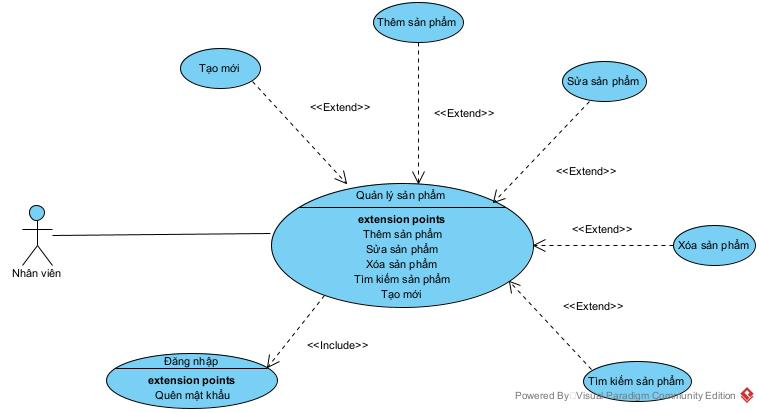 Thêm sản phẩm
Tạo mới
Sửa sản phẩm
<<Extend>>
<<Extend>>
<<Extend>>
Quản lý sản phẩm
extension points
Thêm sản phẩm
Sửa sản phẩm
Xóa sản phẩm
Tìm kiếm sản phẩm
Tạo mới
<<Extend>>
Xóa sản phẩm
Nhân viên
<<Extend>>
<<Include>>
Đăng nhập
extension points
Quên mật khẩu
Tìm kiếm sản phẩm
Powered By Visual Paradigm Community Edition